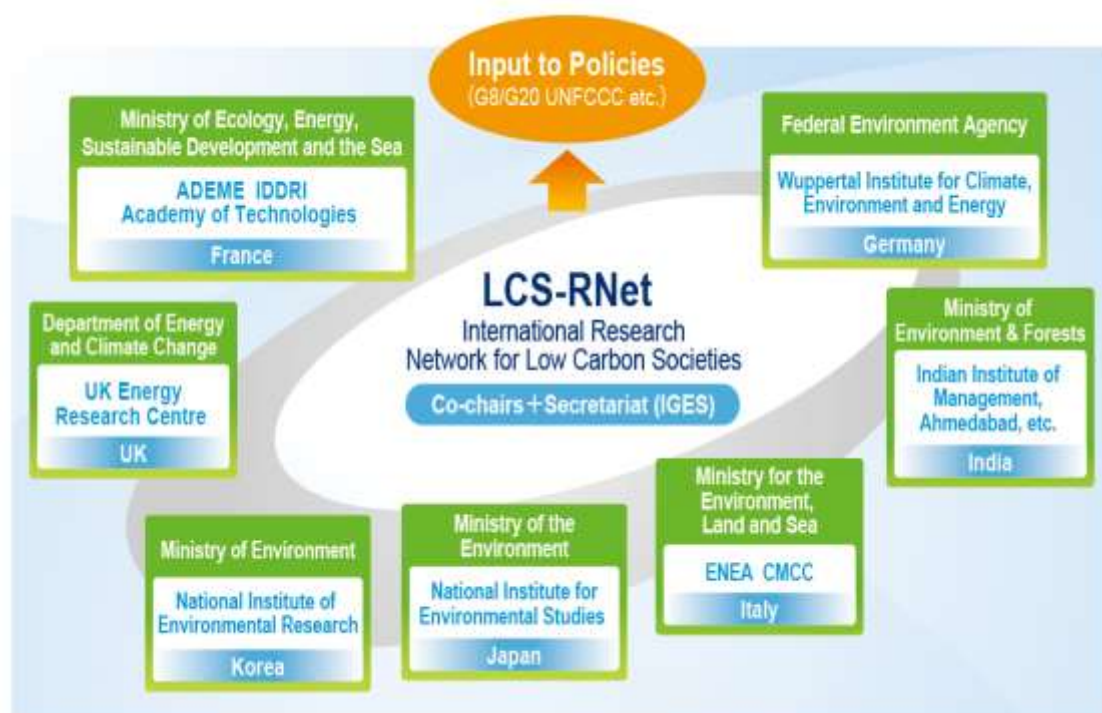 Input to Policies
(G8/G20 UNFCCC etc.)
Ministry of Ecology, Energy,
Sustainable Development and the Sea
ADEME IDDRI
Academy of Technologies
France
Federal Environment Agency
Wuppertal Institute for Climate,
Environment and Energy
Germany
LCS-RNet
International Research
Network for Low Carbon Societies
Co-chairs+Secretariat (IGES)
Department of Energy
and Climate Change
UK Energy
Research Centre
UK
Ministry of
Environment & Forests
Indian Institute of
Management,
Ahmedabad, etc.
India
Ministry of Environment
National Institute of
Environmental Research
Korea
Ministry of the
Environment
National Institute for
Environmental Studies
Japan
Ministry for the
Environment,
Land and Sea
ENEA CMCC
Italy